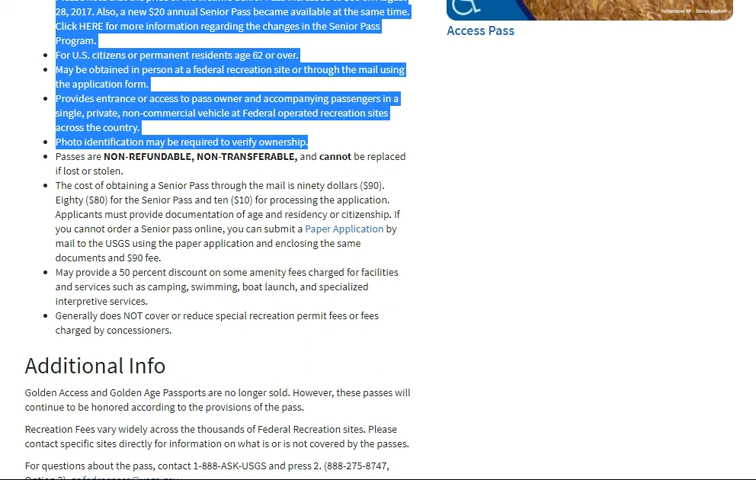 28, 2017. Also, a new $20 annual Senior Pass became available at the same time.
Click HERE for more information regarding the changes in the Senior Pass
Program.
For U.S. citizens or permanent residents age 62 or over.
May be obtained in person at a federal recreation site or through the mail using
the application form.
Provides entrance or access to pass owner and accompanying passengers in a
single, private, non-commercial vehicle at Federal operated recreation sites
across the country.
Photo identification may be required to verify ownership.
Passes are NON-REFUNDABLE, NON-TRANSFERABLE, and cannot be replaced
if lost or stolen.
The cost of obtaining a Senior Pass through the mail is ninety dollars ($90).
Eighty ($80) for the Senior Pass and ten ($10) for processing the application.
Applicants must provide documentation of age and residency or citizenship. If
you cannot order a Senior pass online, you can submit a Paper Application by
mail to the USGS using the paper application and enclosing the same
documents and $90 fee.
May provide a 50 percent discount on some amenity fees charged for facilities
and services such as camping, swimming, boat launch, and specialized
interpretive services.
Generally does NOT cover or reduce special recreation permit fees or fees
charged by concessioners.
Additional Info
Golden Access and Golden Age Passports are no longer sold. However, these passes will
continue to be honored according to the provisions of the pass.
Recreation Fees vary widely across the thousands of Federal Recreation sites. Please
contact specific sites directly for information on what is or is not covered by the passes.
For questions about the pass, contact 1-888-ASK-USGS and press 2. (888-275-8747,
Access Pass